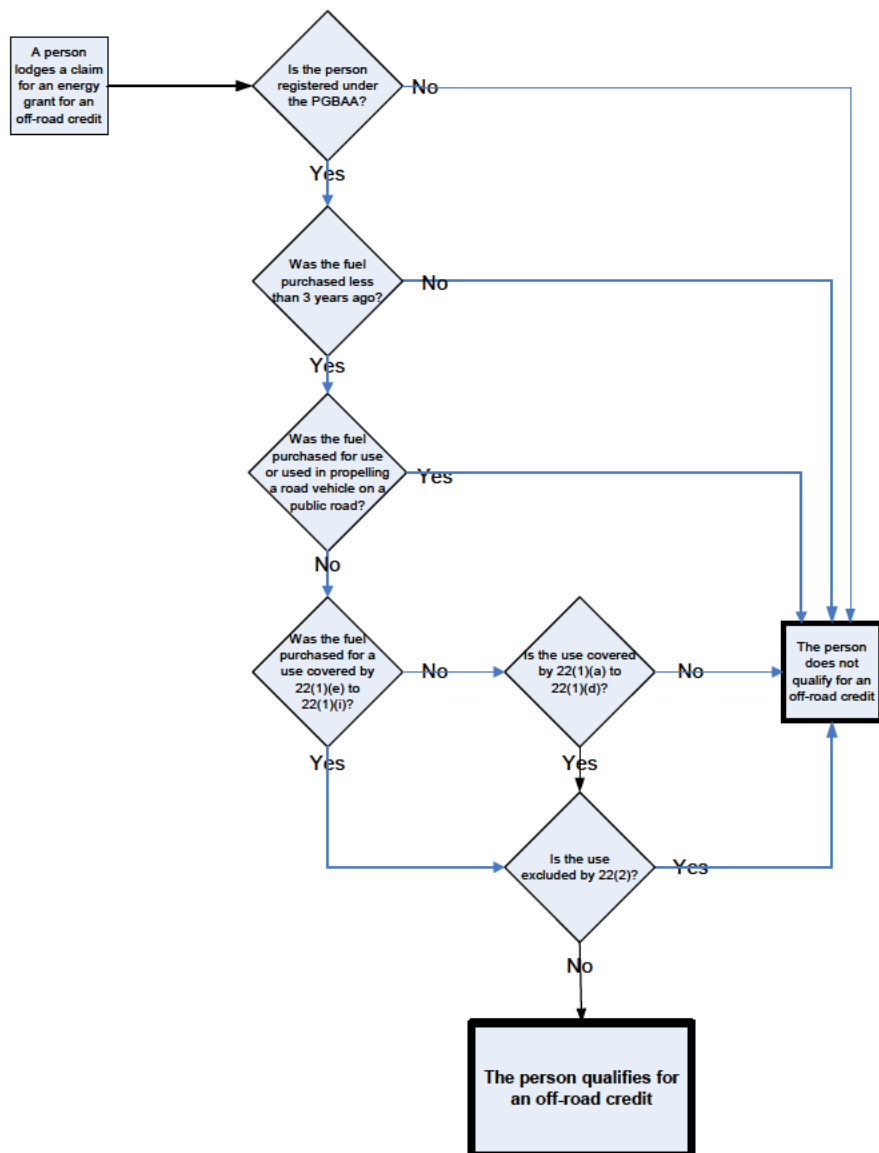 A person
lodges a claim
for an energy
grant for an
off-road credit
Is the person
registered under
the PGBAA?
No
Yes
Was the fuel
purchased less
than 3 years ago?
No
Yes
Was the fuel
purchased for use
or used in propelling
a road vehicle on a
public road?
Yes
No
Was the fuel
purchased for a
use covered by
22(1)(e) to
22(1)(i)?
No
Is the use covered
by 22(1)(a) to
22(1)(d)?
No
The person
does not
qualify for an
off-road credit
Yes
Yes
Is the use
excluded by 22(2)?
Yes
No
The person qualifies for
an off-road credit